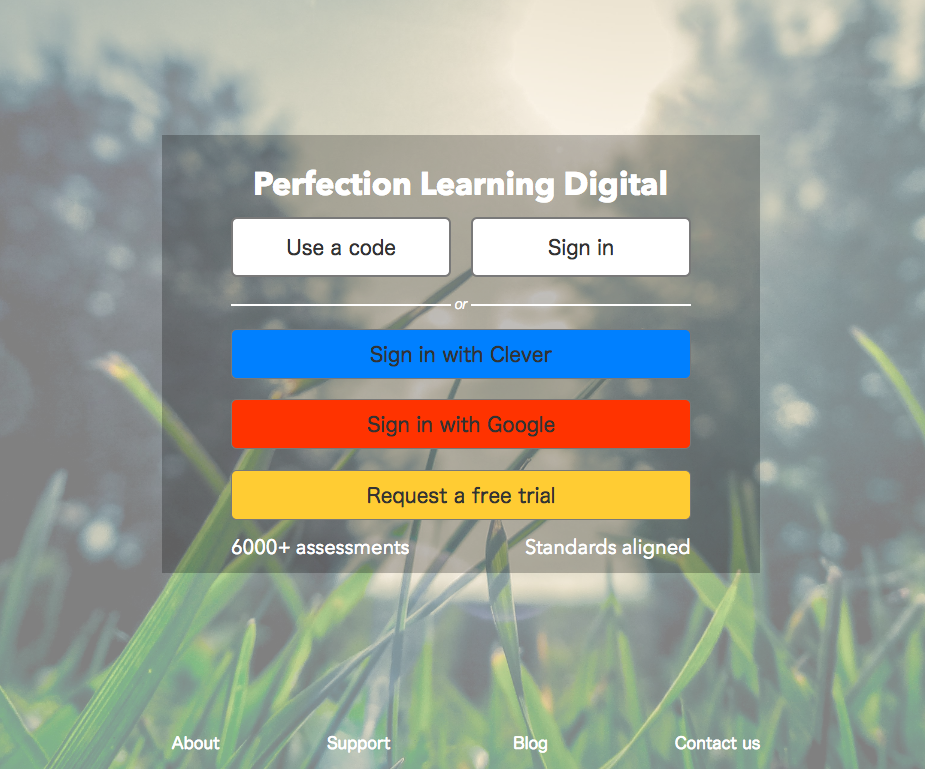 Perfection Learning Digital
Use a code
Sign in
or
Sign in with Clever
Sign in with Google
Request a free trial
6000+ assessments
Standards aligned
About
Support
Blog
Contact us